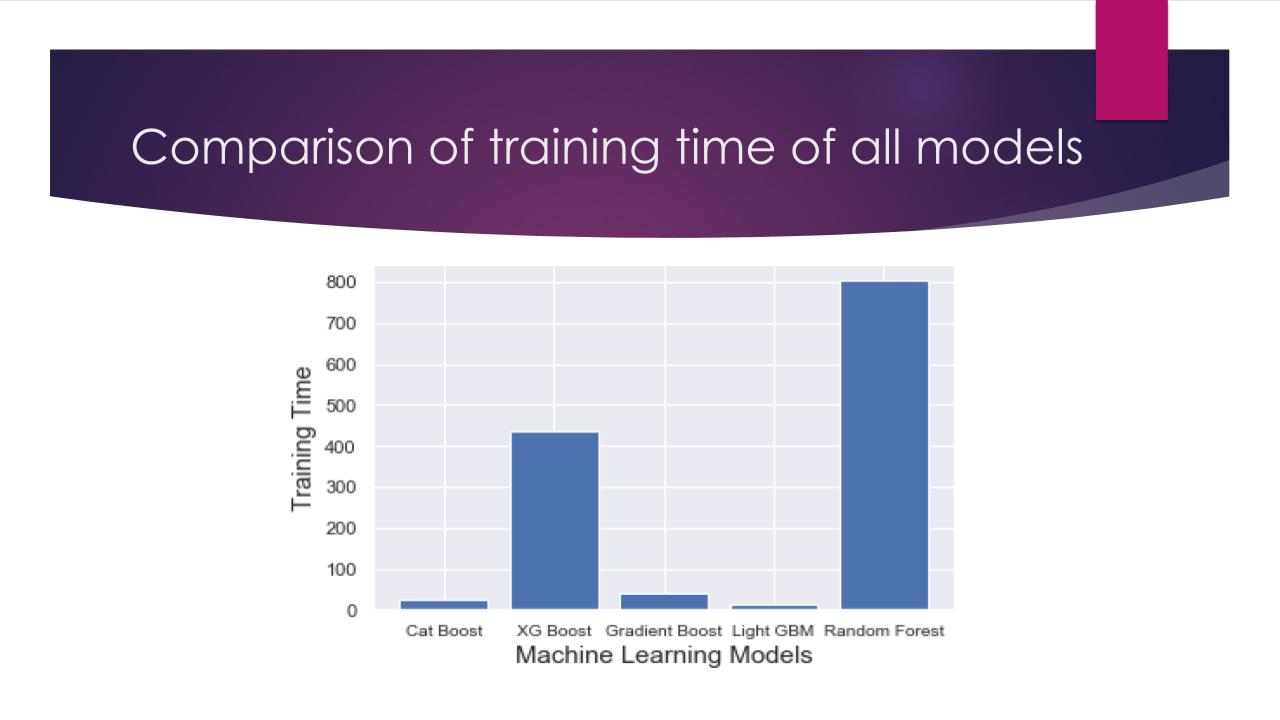 Comparison of training time of all models
800
700
600
500
400
300
200
100
0
Training Time
Cat Boost XG Boost Gradient Boost Light GBM Random Forest
Machine Learning Models